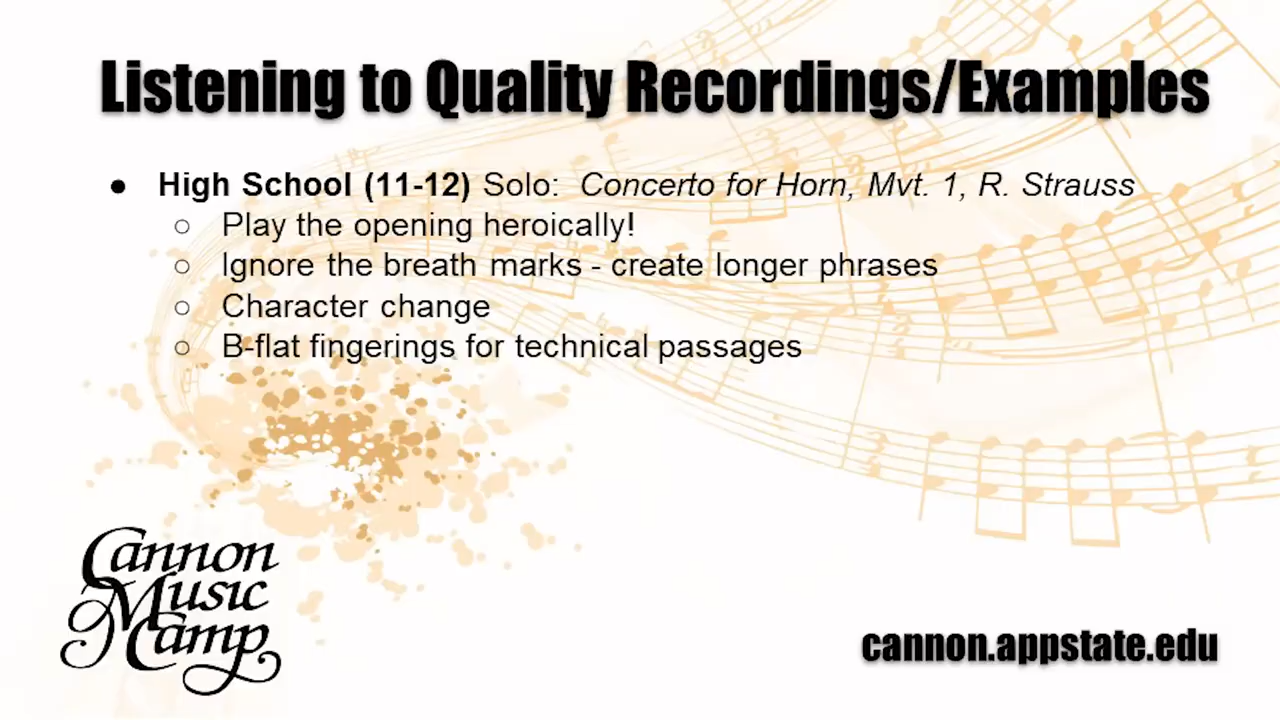 Listening to Quality Recordings/Examples
● High School (11-12) Solo: Concerto for Horn, Mvt. 1, R. Strauss
○ Play the opening heroically!
○ Ignore the breath marks - create longer phrases
○ Character change
○ B-flat fingerings for technical passages
Cannon
Music
Camp
cannon.appstate.edu